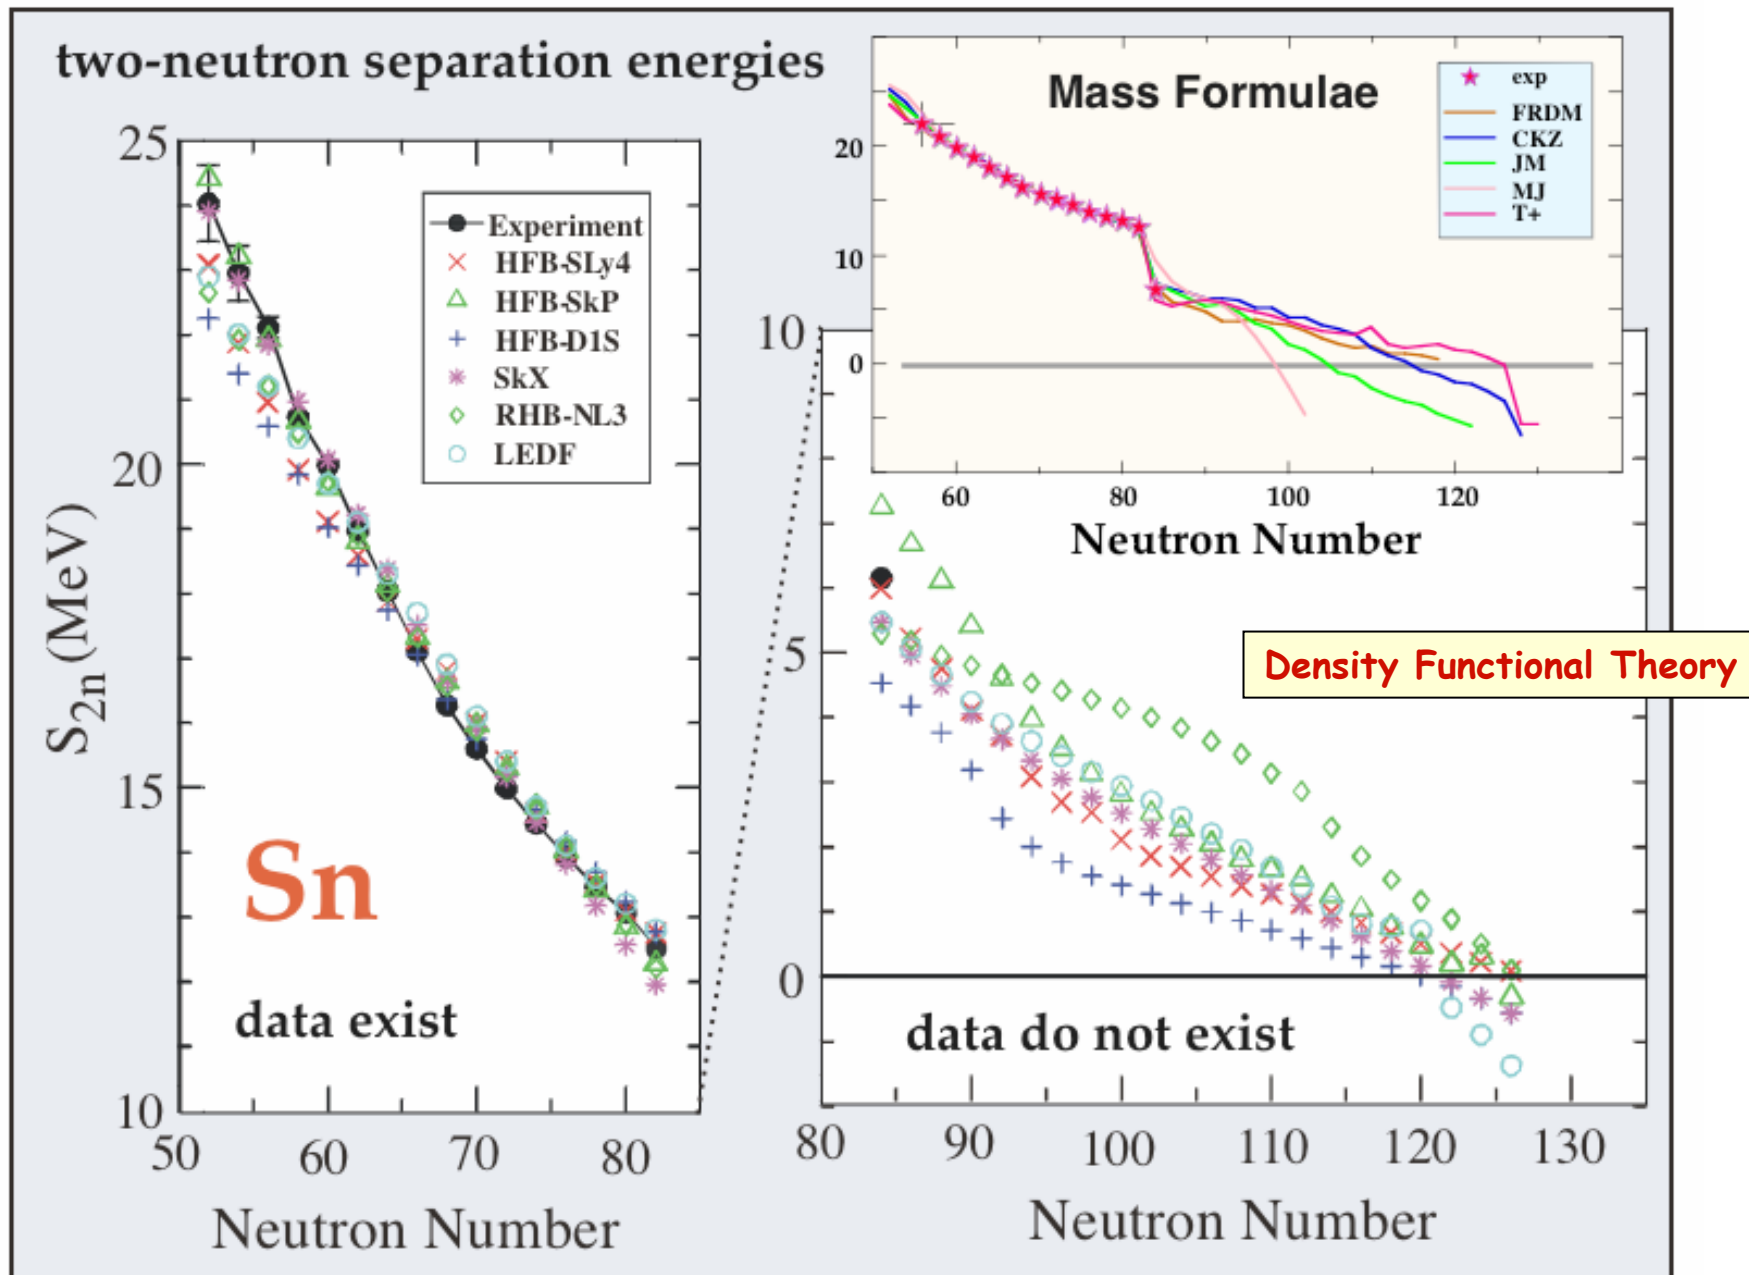 two-neutron separation energies
25
20
15
10
S2n (MeV)
Experiment
HFB-SLy4
HFB-SkP
HFB-D1S
SkX
RHB-NL3
LEDF
Sn
data exist
50 60 70 80
Neutron Number
Mass Formulae
exp
FRDM
CKZ
JM
MJ
T+
20
10
0
60 80 100 120
Neutron Number
10
5
0
Density Functional Theory
data do not exist
80 90 100 110 120 130
Neutron Number